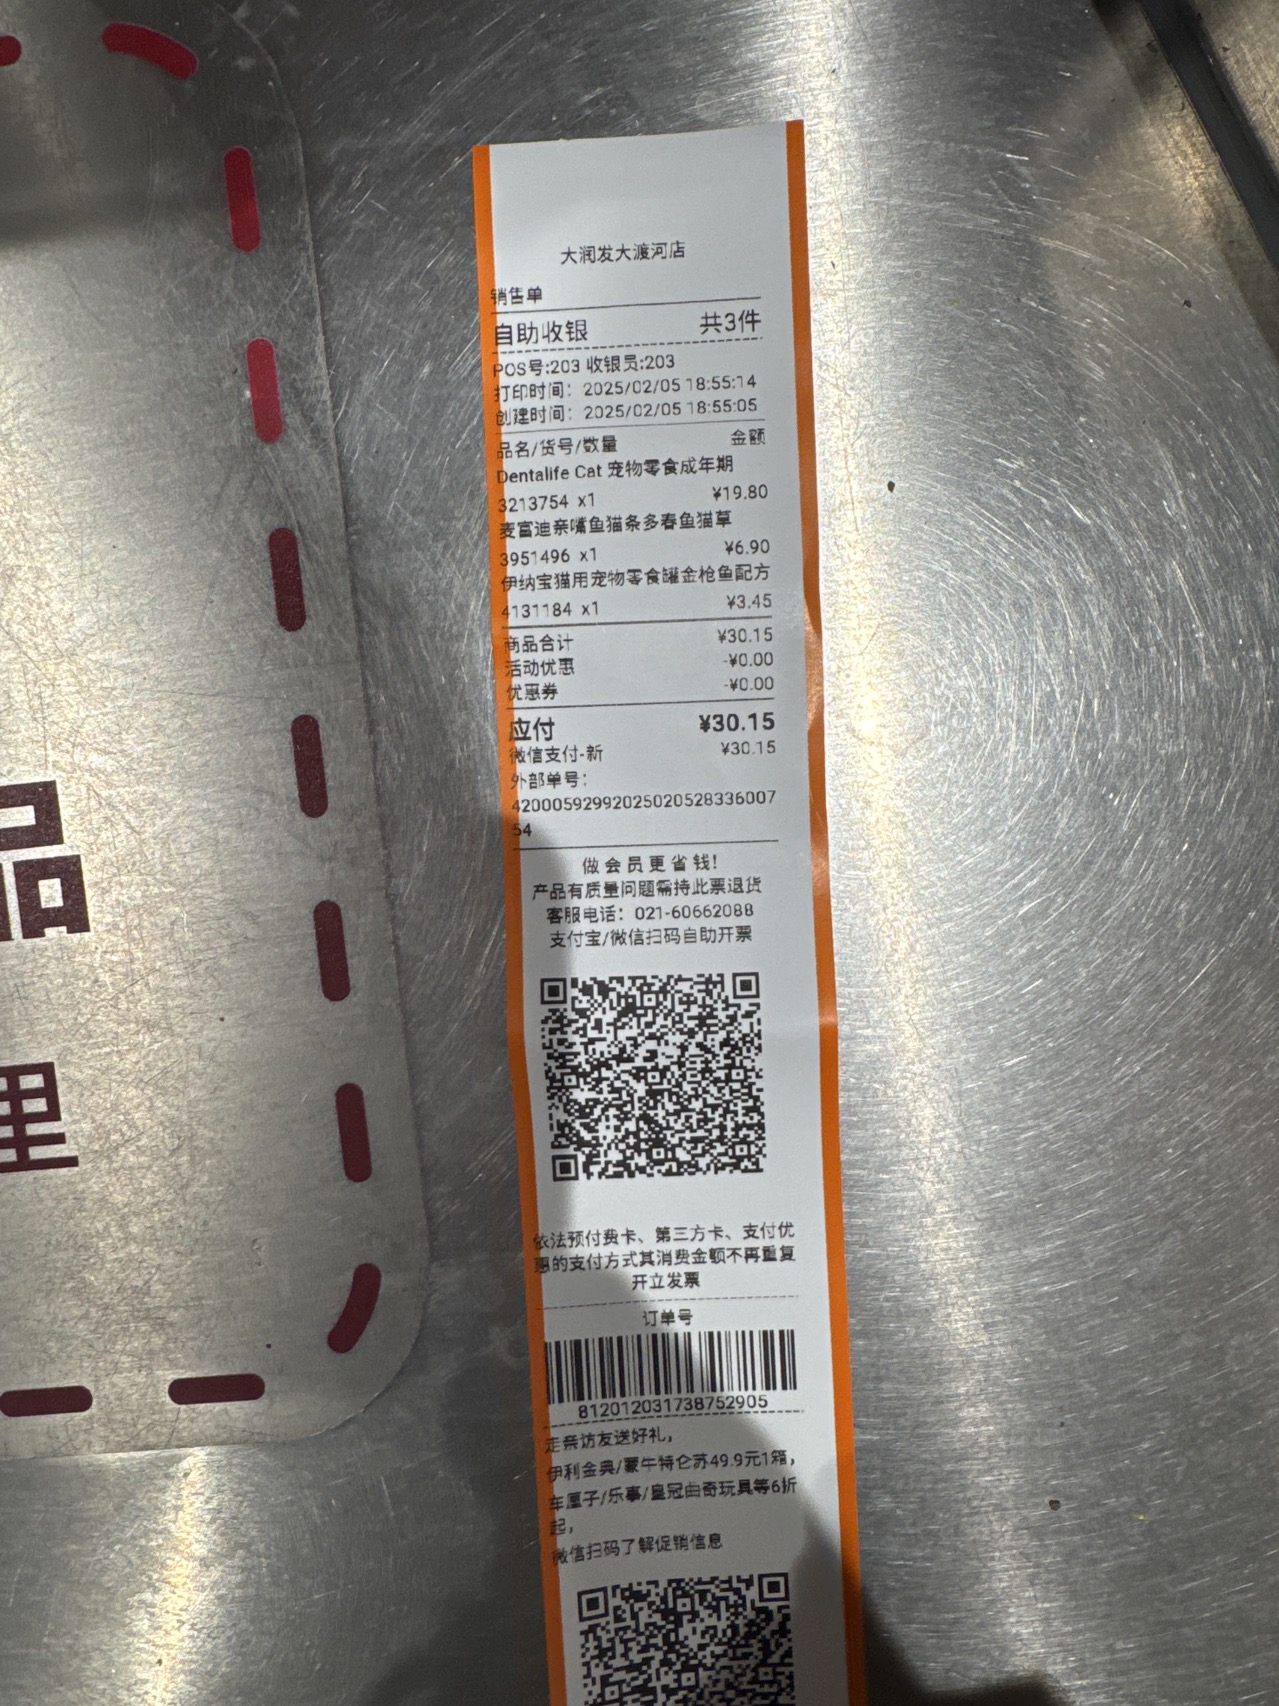 大润发大渡河店
销售单
自助收银 共3件
POS号:203 收银员:203
打印时间: 2025/02/05 18:55:14
创建时间: 2025/02/05 18:55:05
品名/货号/数量 金额
Dentalife Cat 宠物零食成年期
3213754 x1 ¥19.80
麦富迪亲嘴鱼猫条多春鱼猫草
3951496 x1 ¥6.90
伊纳宝猫用宠物零食罐金枪鱼配方
4131184 x1 ¥3.45
商品合计 ¥30.15
活动优惠 -¥0.00
优惠券 -¥0.00
应付 ¥30.15
微信支付-新 ¥30.15
外部单号:
42000592992025020528336007
54
做会员更省钱!
产品有质量问题需持此票退货
客服电话: 021-60662088
支付宝/微信扫码自助开票
依法预付费卡、第三方卡、支付优
惠的支付方式其消费金额不再重复
开立发票
订单号
812012031738752905
走亲访友送好礼,
伊利金典/蒙牛特仑苏49.9元1箱,
车厘子/乐事/皇冠曲奇玩具等6折
起,
微信扫码了解促销信息
品
理